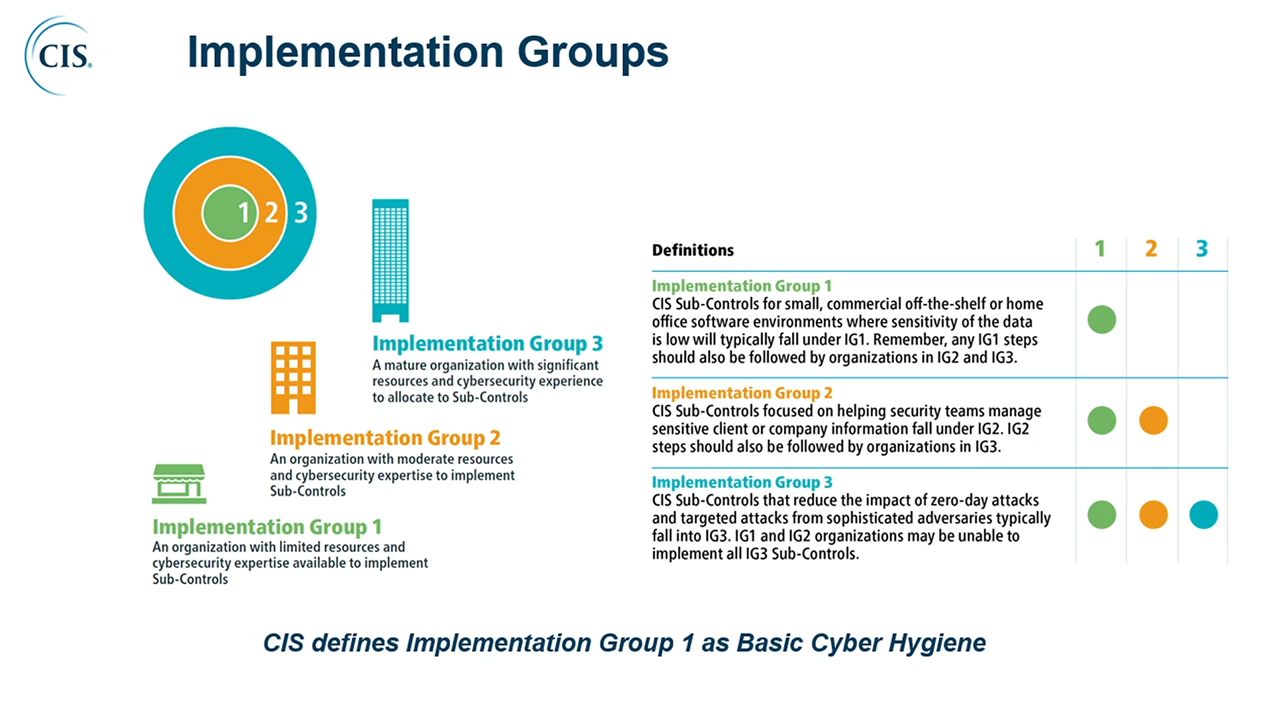 CIS.
Implementation Groups
1 2 3
Implementation Group 3
A mature organization with significant
resources and cybersecurity experience
to allocate to Sub-Controls
Implementation Group 2
An organization with moderate resources
and cybersecurity expertise to implement
Sub-Controls
Implementation Group 1
An organization with limited resources and
cybersecurity expertise available to implement
Sub-Controls
Definitions 1 2 3
Implementation Group 1
CIS Sub-Controls for small, commercial off-the-shelf or home
office software environments where sensitivity of the data
is low will typically fall under IG1. Remember, any IG1 steps
should also be followed by organizations in IG2 and IG3.
Implementation Group 2
CIS Sub-Controls focused on helping security teams manage
sensitive client or company information fall under IG2. IG2
steps should also be followed by organizations in IG3.
Implementation Group 3
CIS Sub-Controls that reduce the impact of zero-day attacks
and targeted attacks from sophisticated adversaries typically
fall into IG3. IG1 and IG2 organizations may be unable to
implement all IG3 Sub-Controls.
CIS defines Implementation Group 1 as Basic Cyber Hygiene